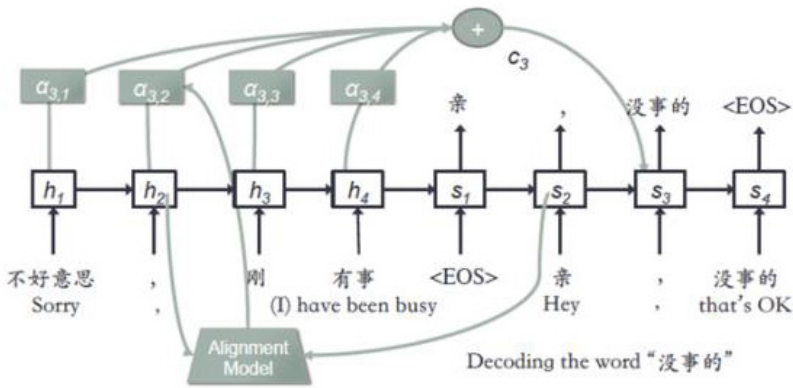 +
c3
α3,1 α3,2 α3,3 α3,4
亲 , 没事的 <EOS>
h1 h2 h3 h4 s1 s2 s3 s4
不好意思 , 刚 有事 <EOS> 亲 , 没事的
Sorry , (I) have been busy Hey , that's OK
Alignment
Model
Decoding the word “没事的”